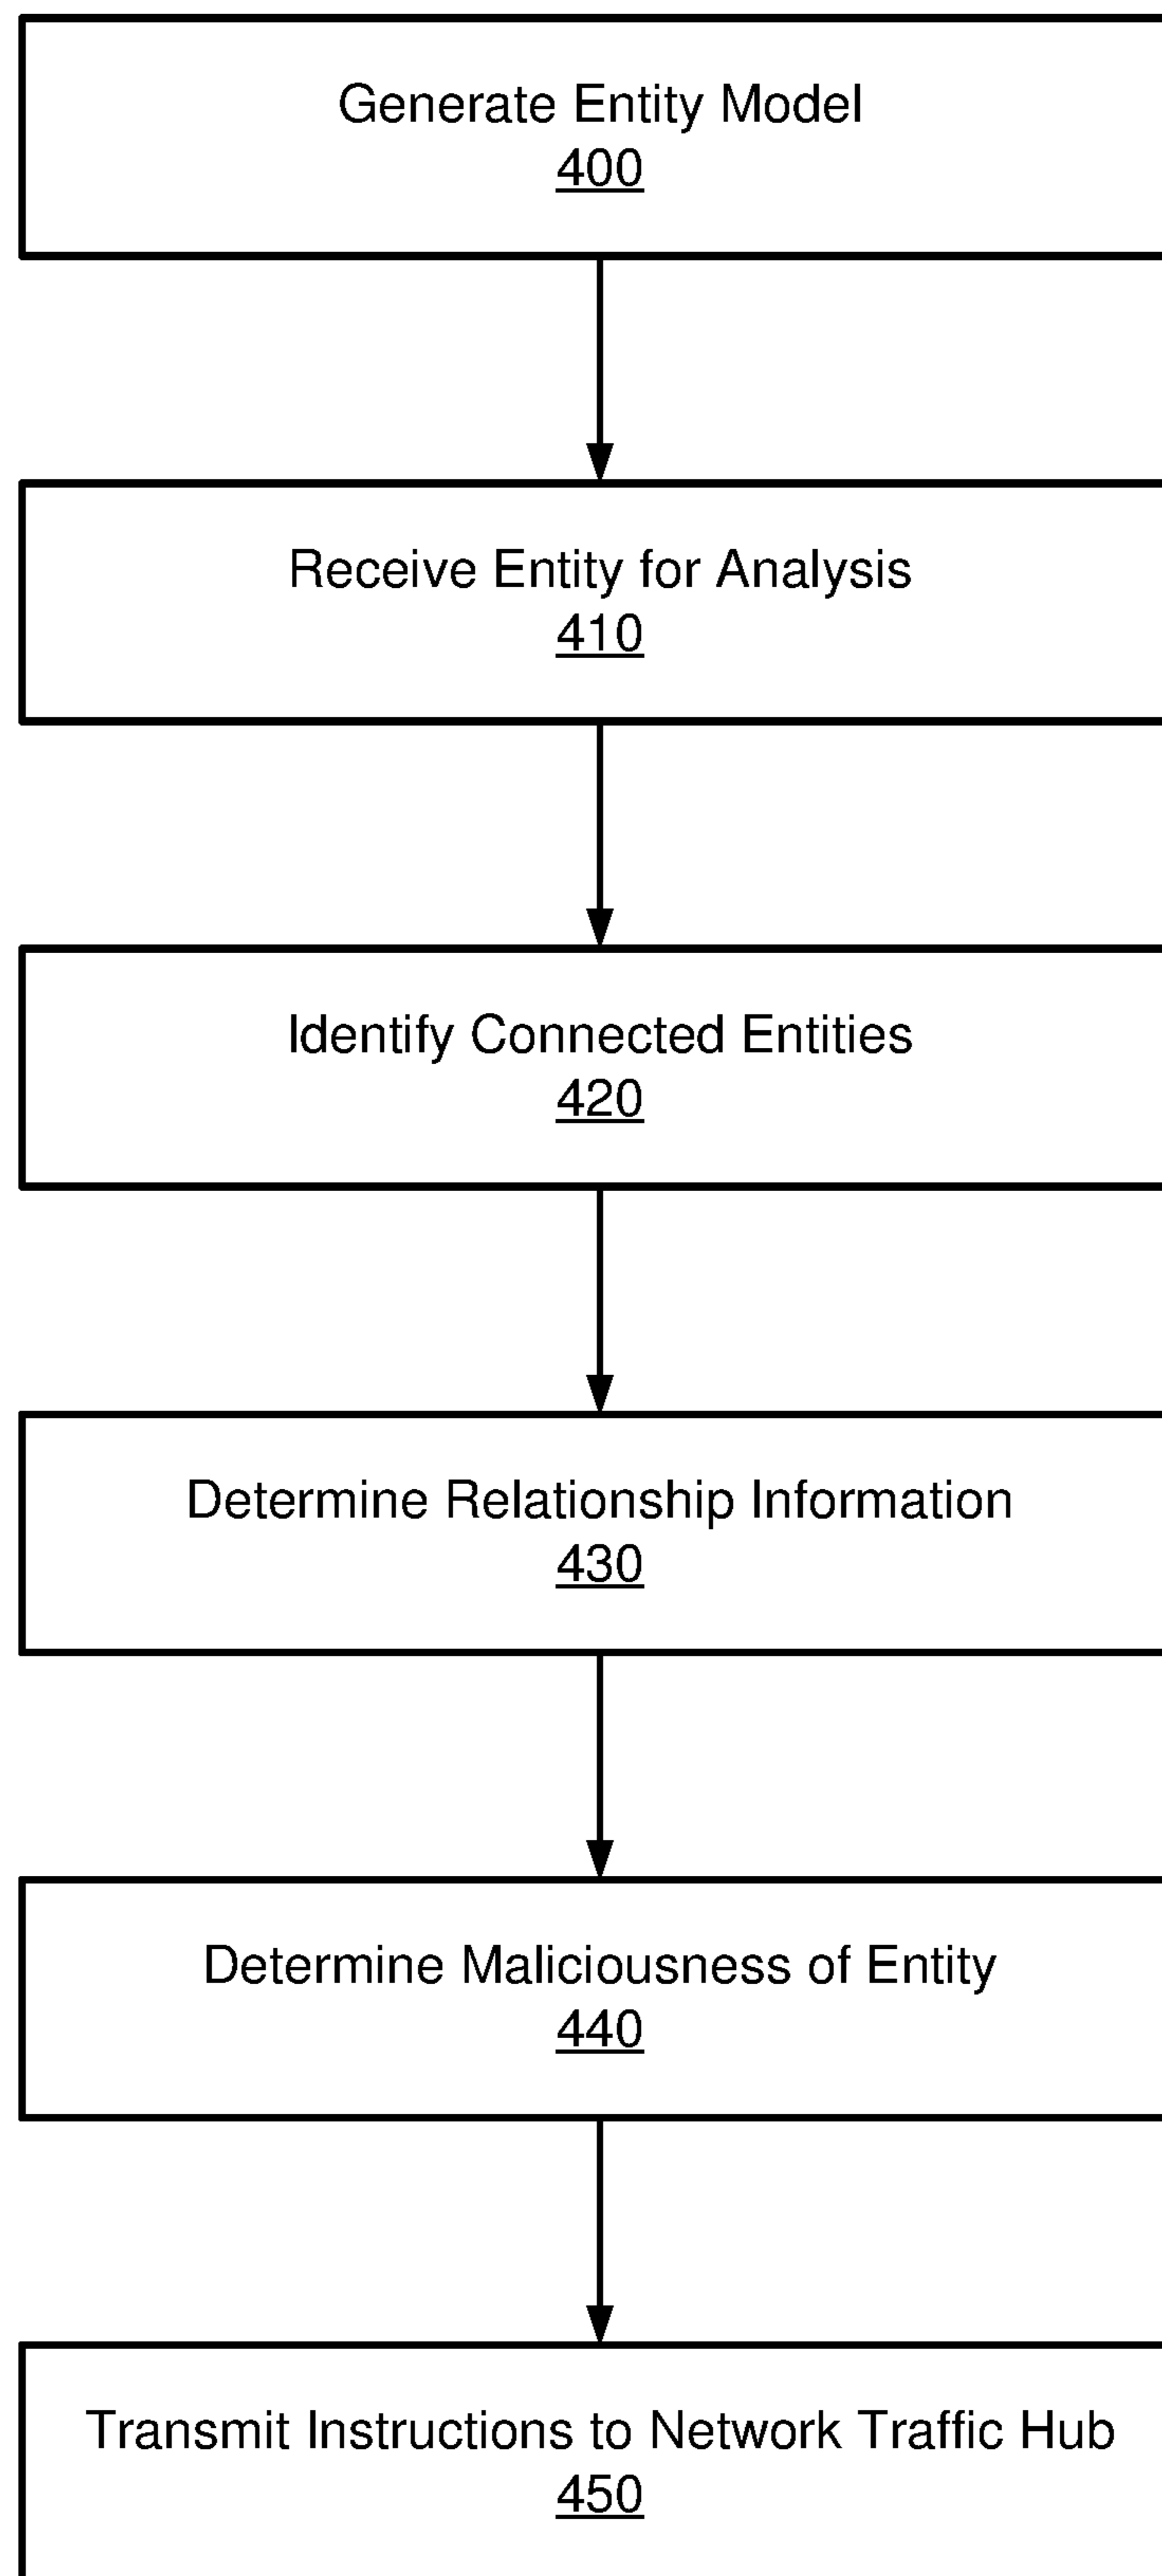 Generate Entity Model
400
Receive Entity for Analysis
410
Identify Connected Entities
420
Determine Relationship Information
430
Determine Maliciousness of Entity
440
Transmit Instructions to Network Traffic Hub
450